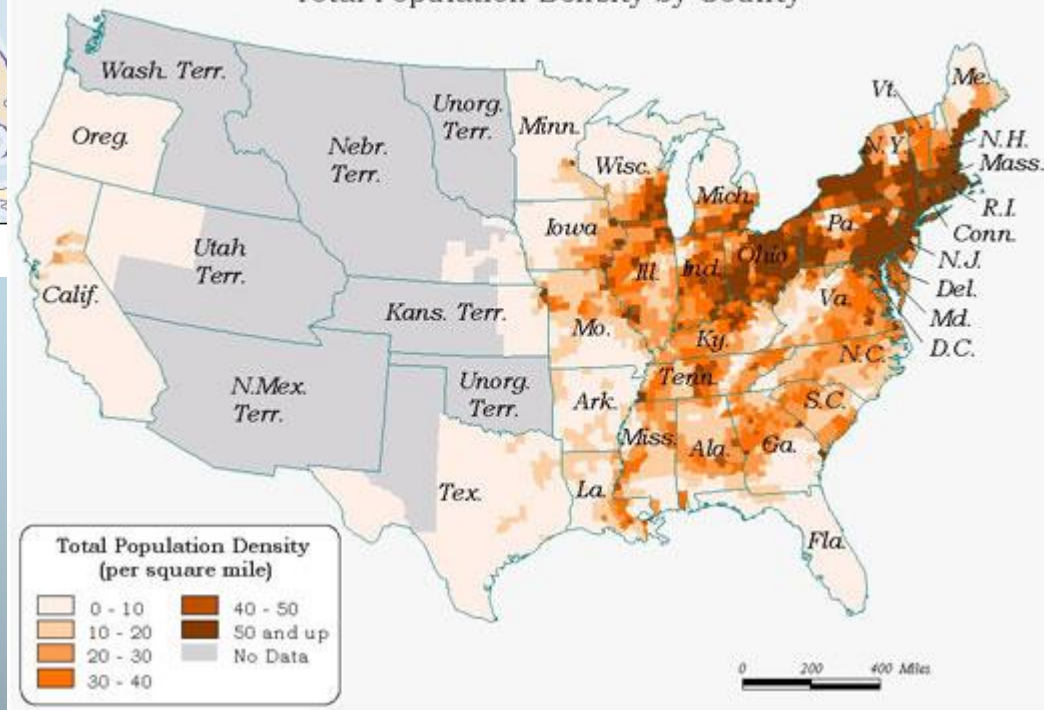 Total Population Density by County
Wash. Terr.
Oreg.
Nebr.
Terr.
Unorg.
Terr.
Minn.
Wisc.
Mich.
Vt.
Me.
N.Y.
N.H.
Mass.
R.I.
Conn.
N.J.
Del.
Md.
D.C.
Pa.
Iowa
Ill.
Ind.
Ohio
Va.
Utah
Terr.
Calif.
Kans. Terr.
Mo.
Ky.
N.C.
Tenn.
N.Mex.
Terr.
Unorg.
Terr.
Ark.
S.C.
Miss.
Ala.
Ga.
Tex.
La.
Fla.
Total Population Density
(per square mile)
0 - 10
10 - 20
20 - 30
30 - 40
40 - 50
50 and up
No Data
0 200 400 Miles